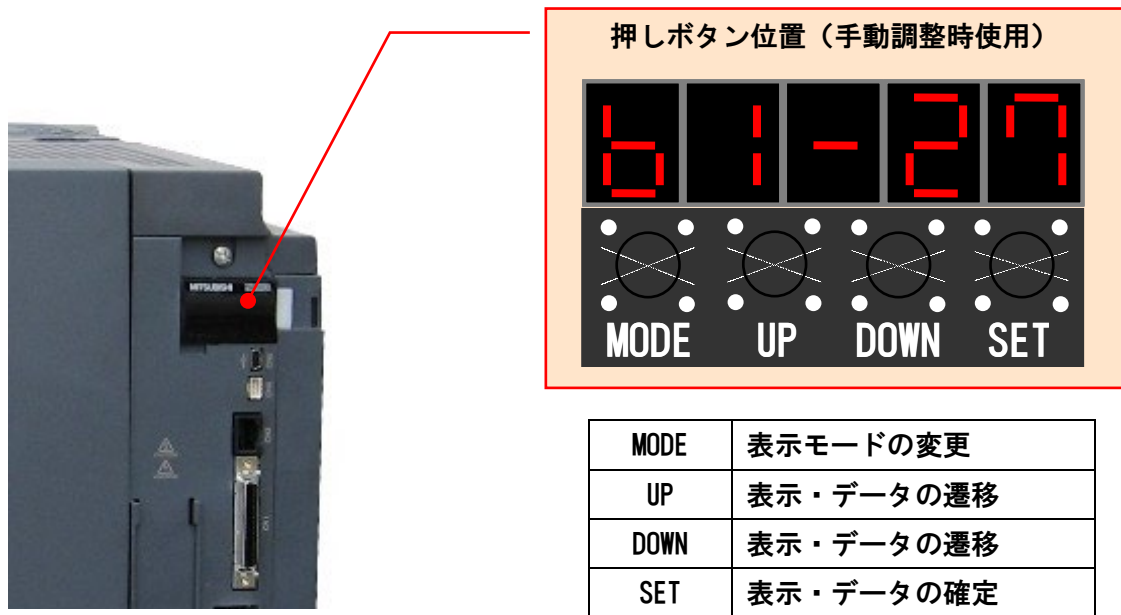 押しボタン位置（手動調整時使用）
b1-27
MODE UP DOWN SET
MITSUBISHI
MODE 表示モードの変更
UP 表示・データの遷移
DOWN 表示・データの遷移
SET 表示・データの確定